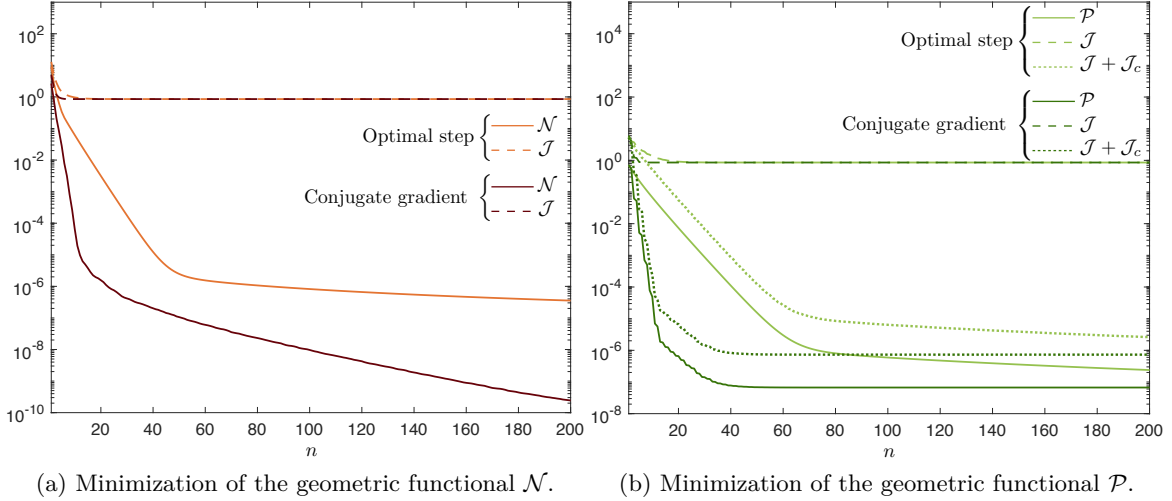 10^2
10^0
10^-2
10^-4
10^-6
10^-8
10^-10
20 40 60 80 100 120 140 160 180 200
n
Optimal step
𝒩
𝒥
Conjugate gradient
𝒩
𝒥
(a) Minimization of the geometric functional 𝒩.
10^4
10^2
10^0
10^-2
10^-4
10^-6
10^-8
20 40 60 80 100 120 140 160 180 200
n
Optimal step
𝒫
𝒥
𝒥 + 𝒥_c
Conjugate gradient
𝒫
𝒥
𝒥 + 𝒥_c
(b) Minimization of the geometric functional 𝒫.